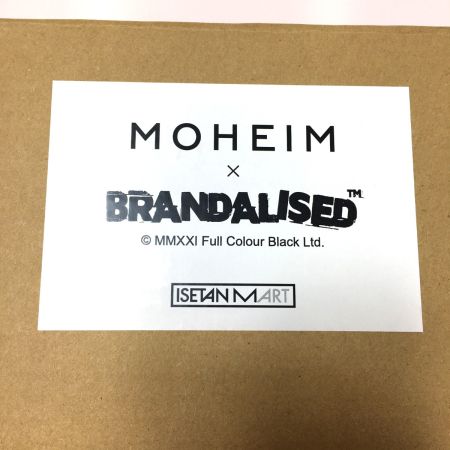 MOHEIM
×
BRANDALISED™
© MMXXI Full Colour Black Ltd.
ISETAN MART